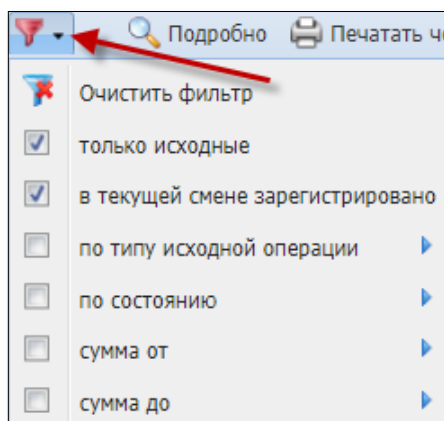 Подробно Печатать че
Очистить фильтр
только исходные
в текущей смене зарегистрировано
по типу исходной операции
по состоянию
сумма от
сумма до